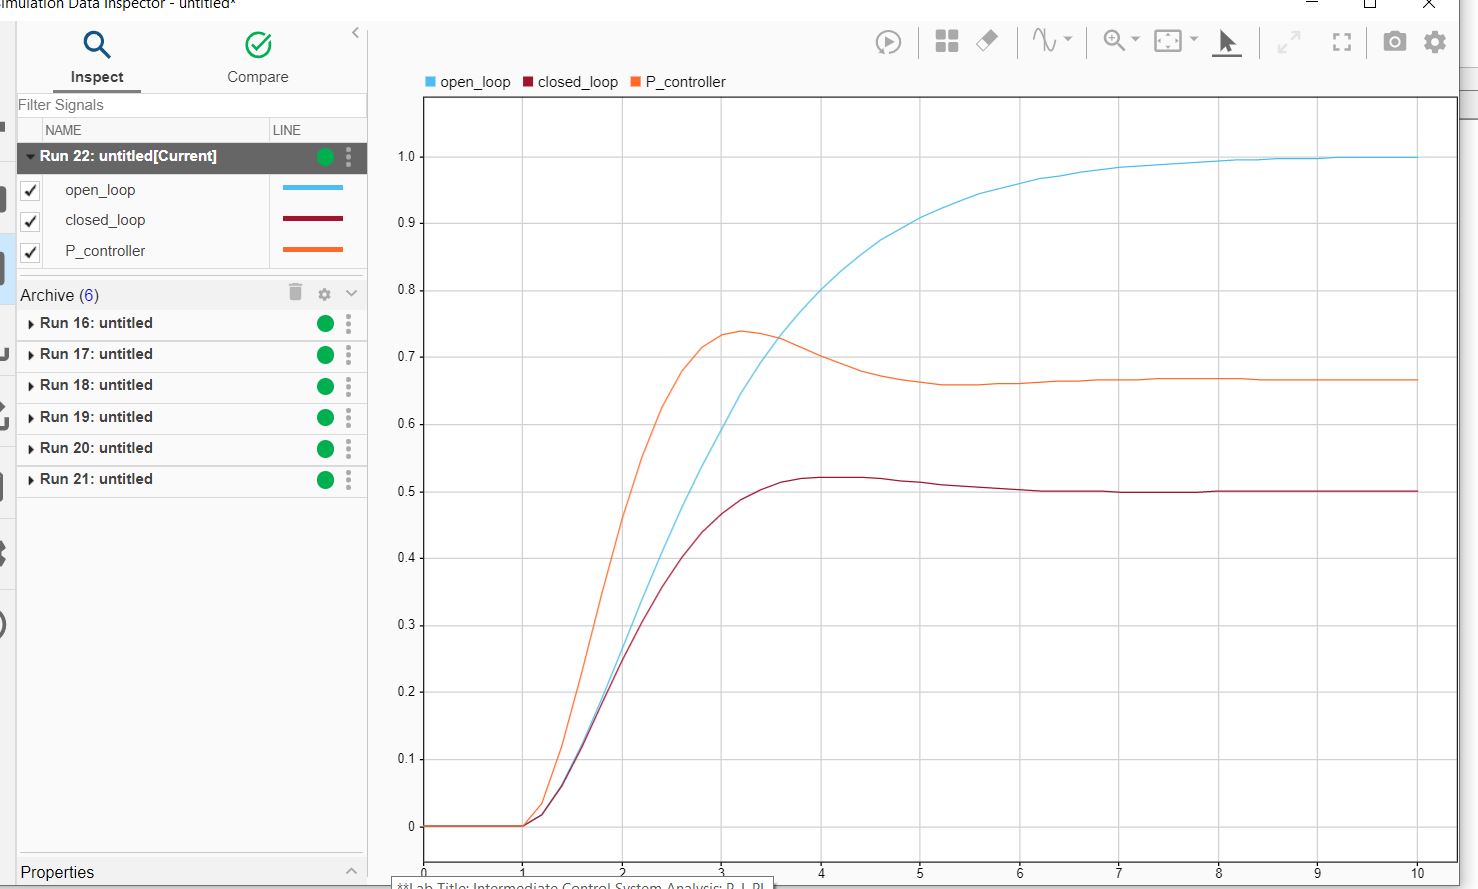 imulation Data Inspector - untitled*
Inspect
Compare
Filter Signals
NAME LINE
Run 22: untitled[Current]
open_loop
closed_loop
P_controller
Archive (6)
Run 16: untitled
Run 17: untitled
Run 18: untitled
Run 19: untitled
Run 20: untitled
Run 21: untitled
Properties
open_loop closed_loop P_controller
1.0
0.9
0.8
0.7
0.6
0.5
0.4
0.3
0.2
0.1
0
0 1 2 3 4 5 6 7 8 9 10
**Lab Title: Intermediate Control System Analysis: P, I, PI,